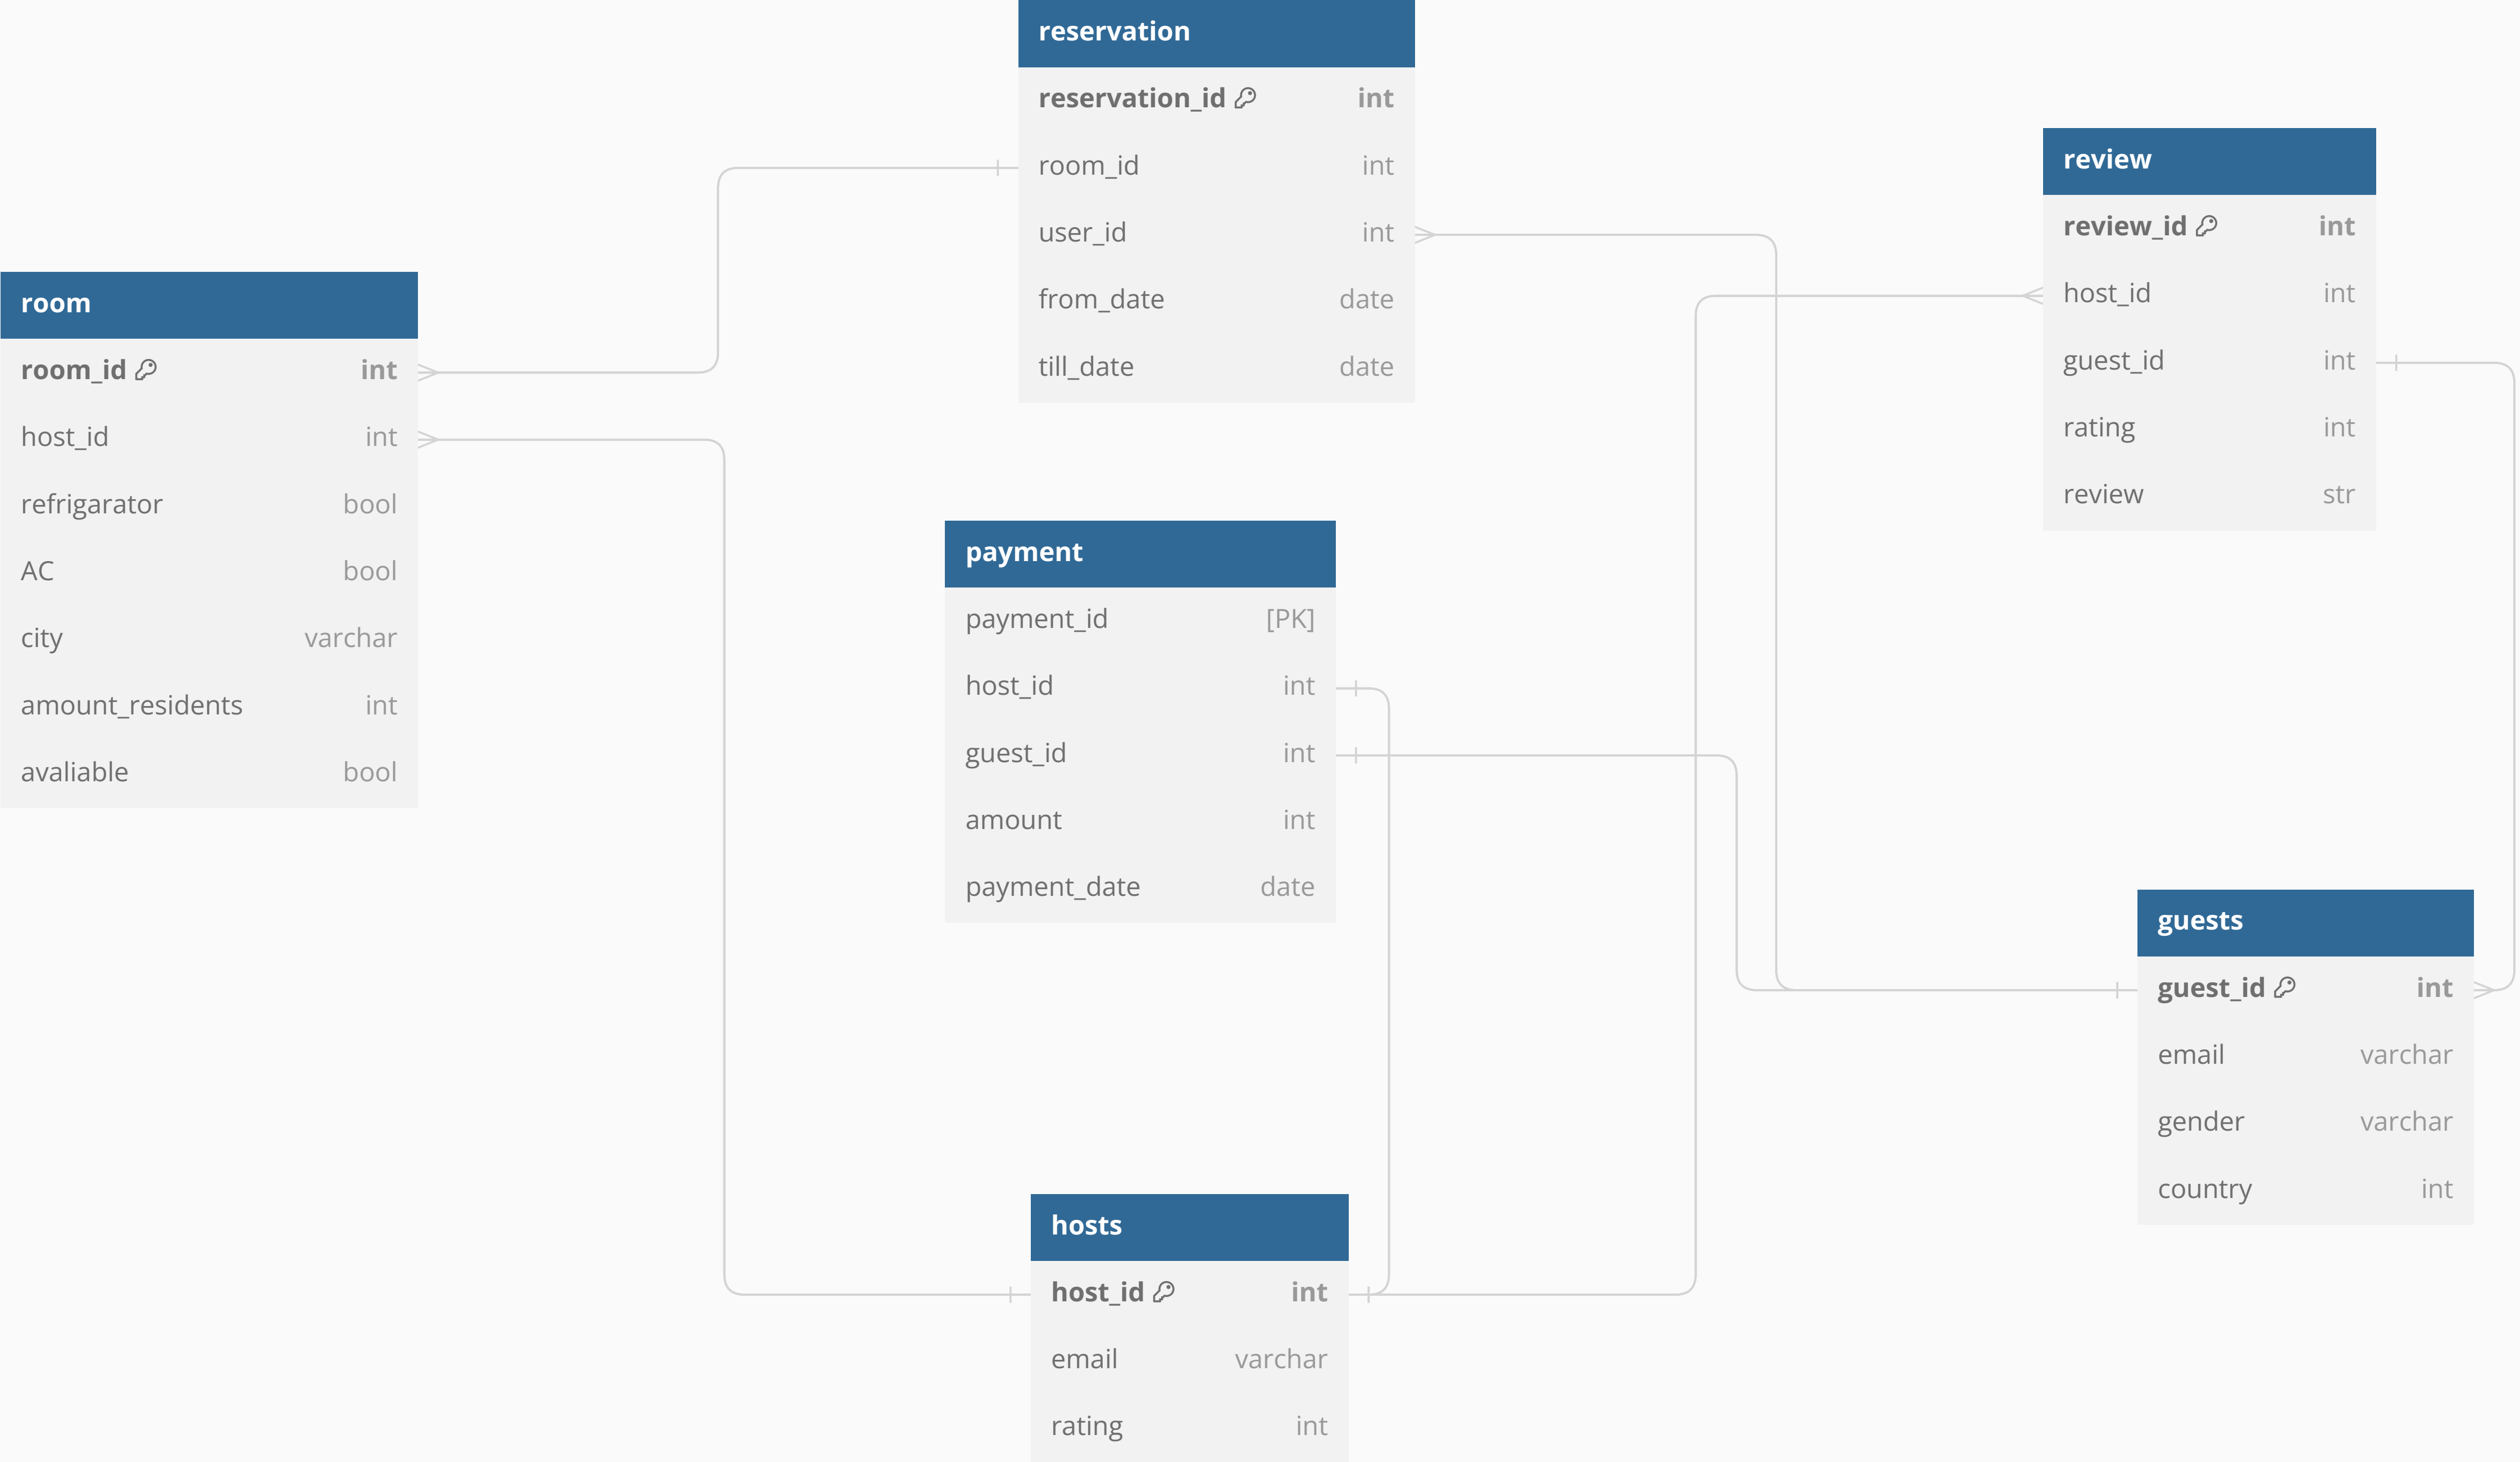 reservation
reservation_id int
room_id int
user_id int
from_date date
till_date date
review
review_id int
host_id int
guest_id int
rating int
review str
room
room_id int
host_id int
refrigarator bool
AC bool
city varchar
amount_residents int
avaliable bool
payment
payment_id [PK]
host_id int
guest_id int
amount int
payment_date date
guests
guest_id int
email varchar
gender varchar
country int
hosts
host_id int
email varchar
rating int